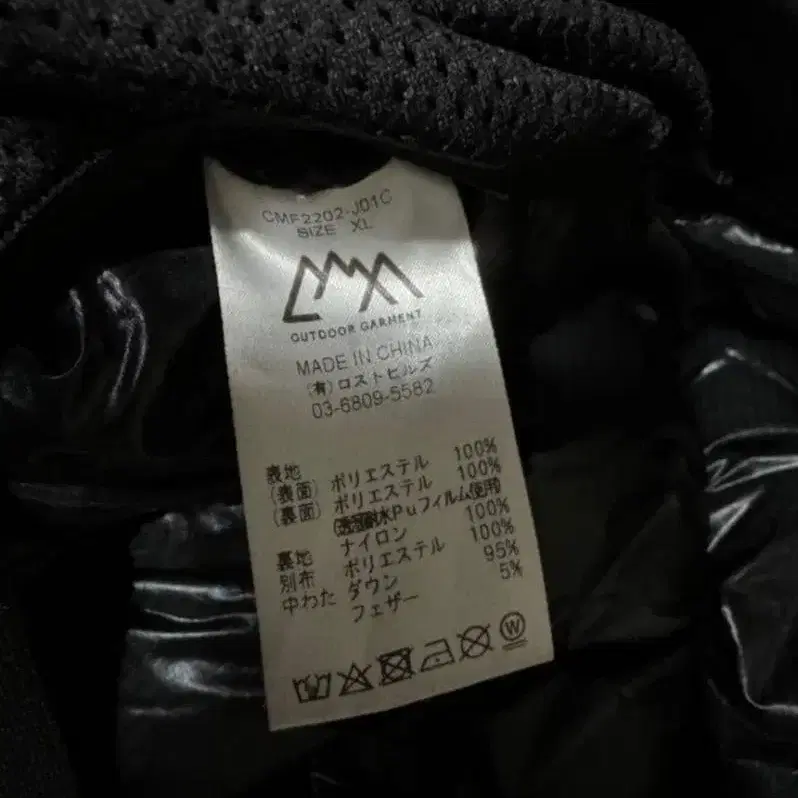 CMF2202-J01C
SIZE XL
OUTDOOR GARMENT
MADE IN CHINA
(有)ロストヒルズ
03-6809-5582
表地
(表面) ポリエステル 100%
(裏面) ポリエステル 100%
水Puフィルム使用)
裏地 ナイロン 100%
別布 ポリエステル 100%
中わた ダウン 95%
フェザー 5%
W